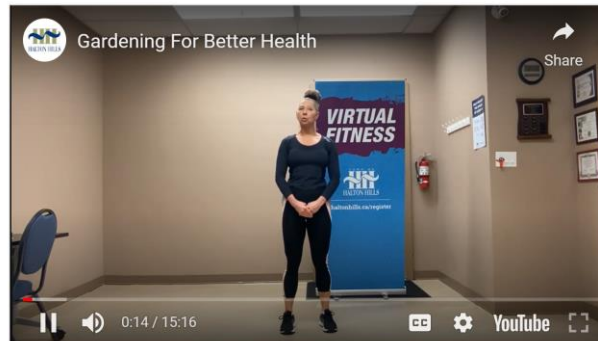 HALTON HILLS
Gardening For Better Health
Share
VIRTUAL
FITNESS
HALTON HILLS
haltonhills.ca/register
0:14 / 15:16
CC
YouTube